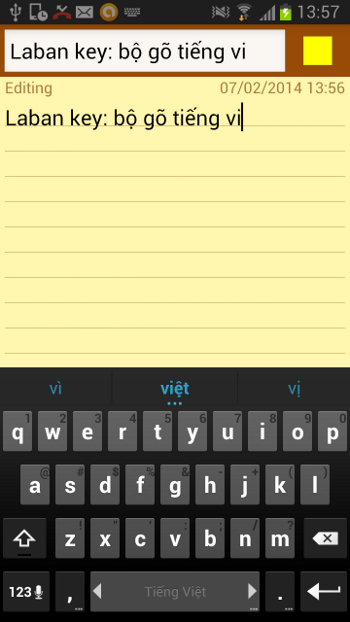 13:57
Laban key: bộ gõ tiếng vi
Editing 07/02/2014 13:56
Laban key: bộ gõ tiếng vi
vì việt vị
1 2 3 4 5 6 7 8 9 0
q w e r t y u i o p
@ # $ % & - + ( )
a s d f g h j k l
! " ' : ; / ?
z x c v b n m
123 , Tiếng Việt .